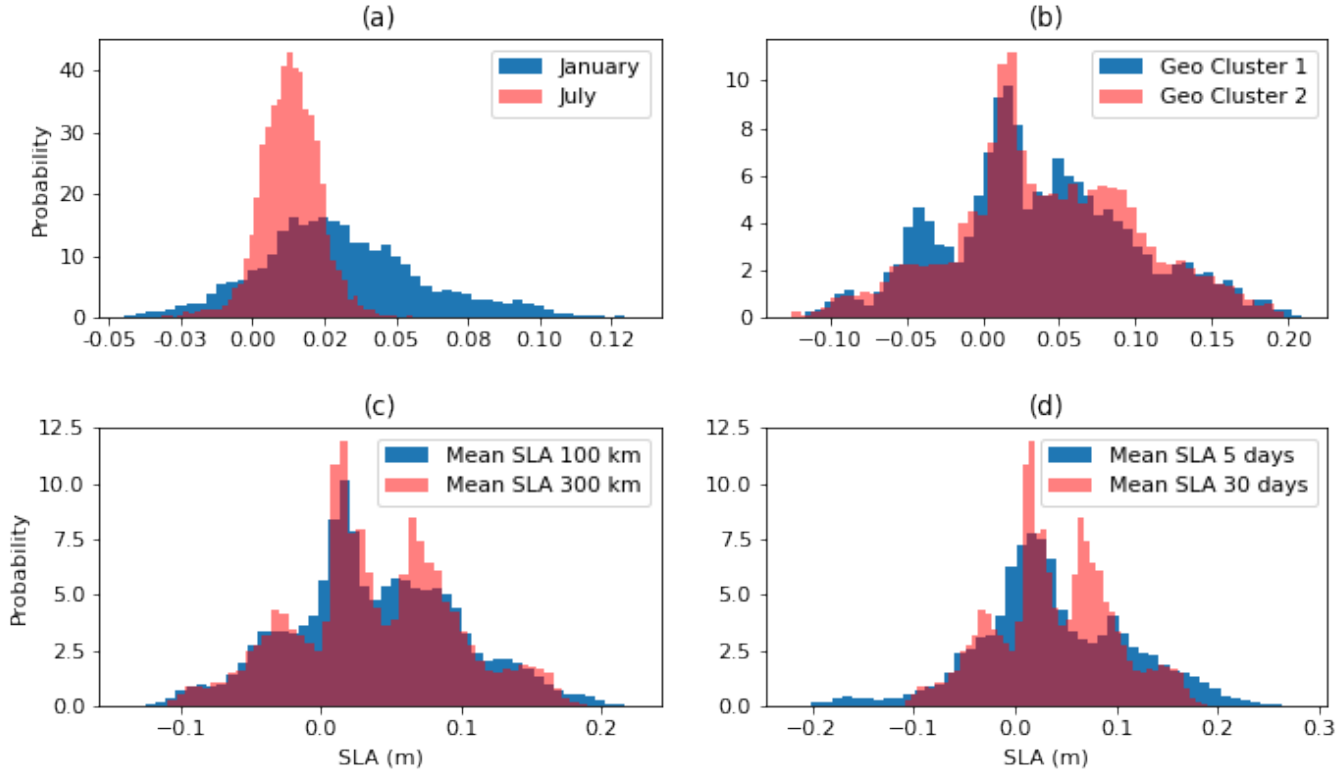 (a)
January
July
Probability
40
30
20
10
0
-0.05 -0.03 0.00 0.02 0.05 0.07 0.10 0.12
(b)
Geo Cluster 1
Geo Cluster 2
10
8
6
4
2
0
−0.10 −0.05 0.00 0.05 0.10 0.15 0.20
(c)
Mean SLA 100 km
Mean SLA 300 km
Probability
12.5
10.0
7.5
5.0
2.5
0.0
−0.1 0.0 0.1 0.2
SLA (m)
(d)
Mean SLA 5 days
Mean SLA 30 days
12.5
10.0
7.5
5.0
2.5
0.0
−0.2 −0.1 0.0 0.1 0.2 0.3
SLA (m)